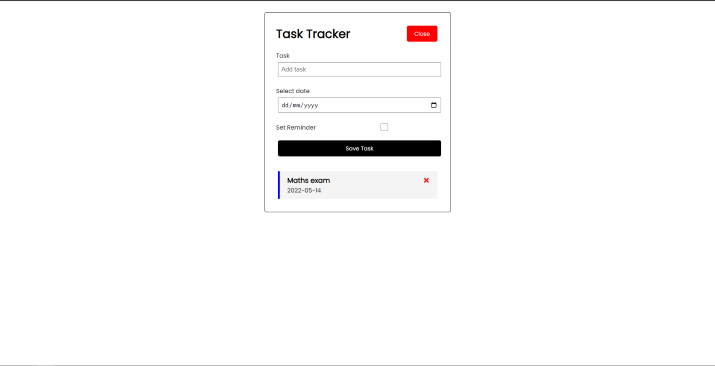 Task Tracker
Close
Task
Add task
Select date
dd/mm/yyyy
Set Reminder
Save Task
Maths exam
2022-05-14